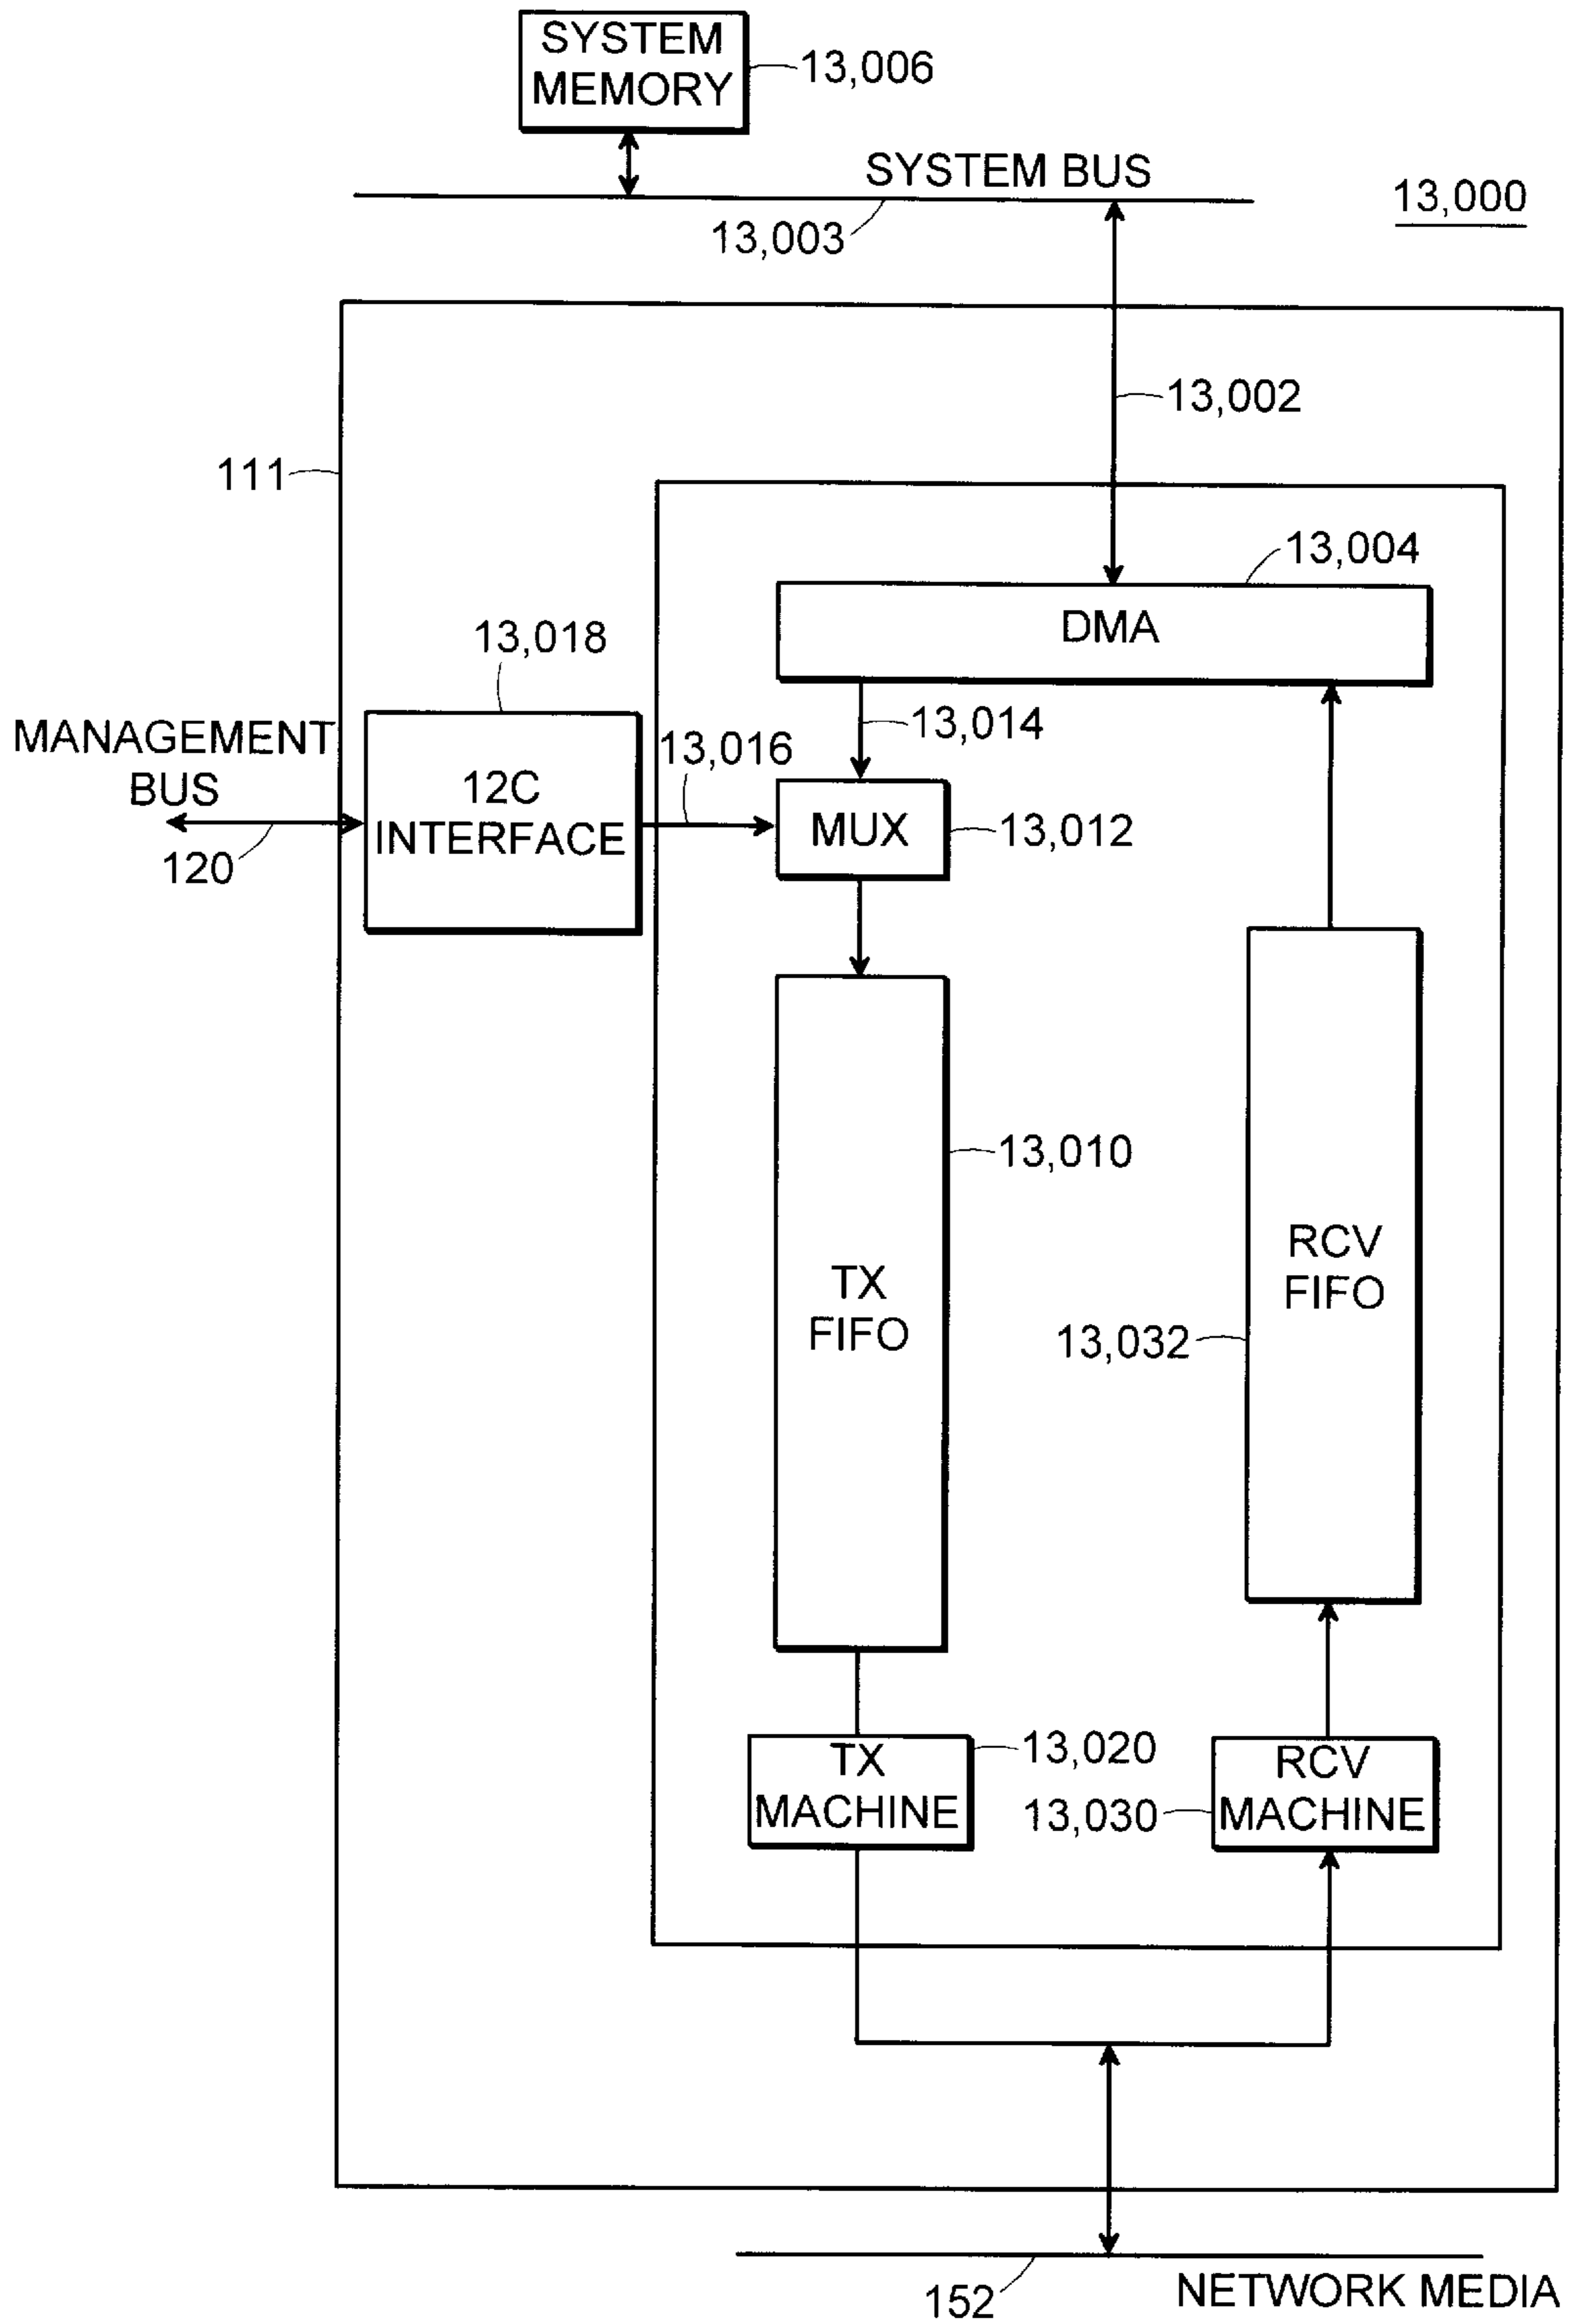 SYSTEM
MEMORY
13,006
SYSTEM BUS
13,000
13,003
13,002
111
13,004
DMA
13,018
13,014
MANAGEMENT
BUS
13,016
12C
INTERFACE
MUX
13,012
120
13,010
RCV
FIFO
TX
FIFO
13,032
TX
MACHINE
13,020
RCV
MACHINE
13,030
152
NETWORK MEDIA